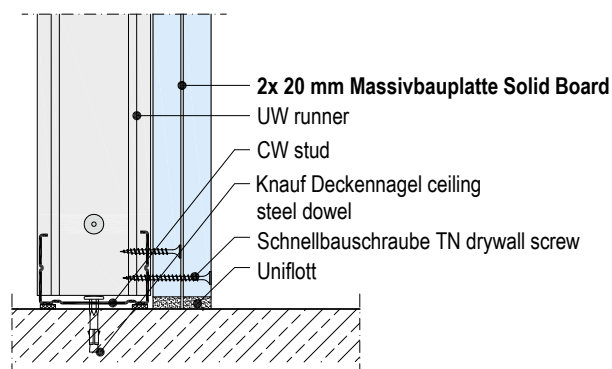 2x 20 mm Massivbauplatte Solid Board
UW runner
CW stud
Knauf Deckennagel ceiling
steel dowel
Schnellbauschraube TN drywall screw
Uniflott